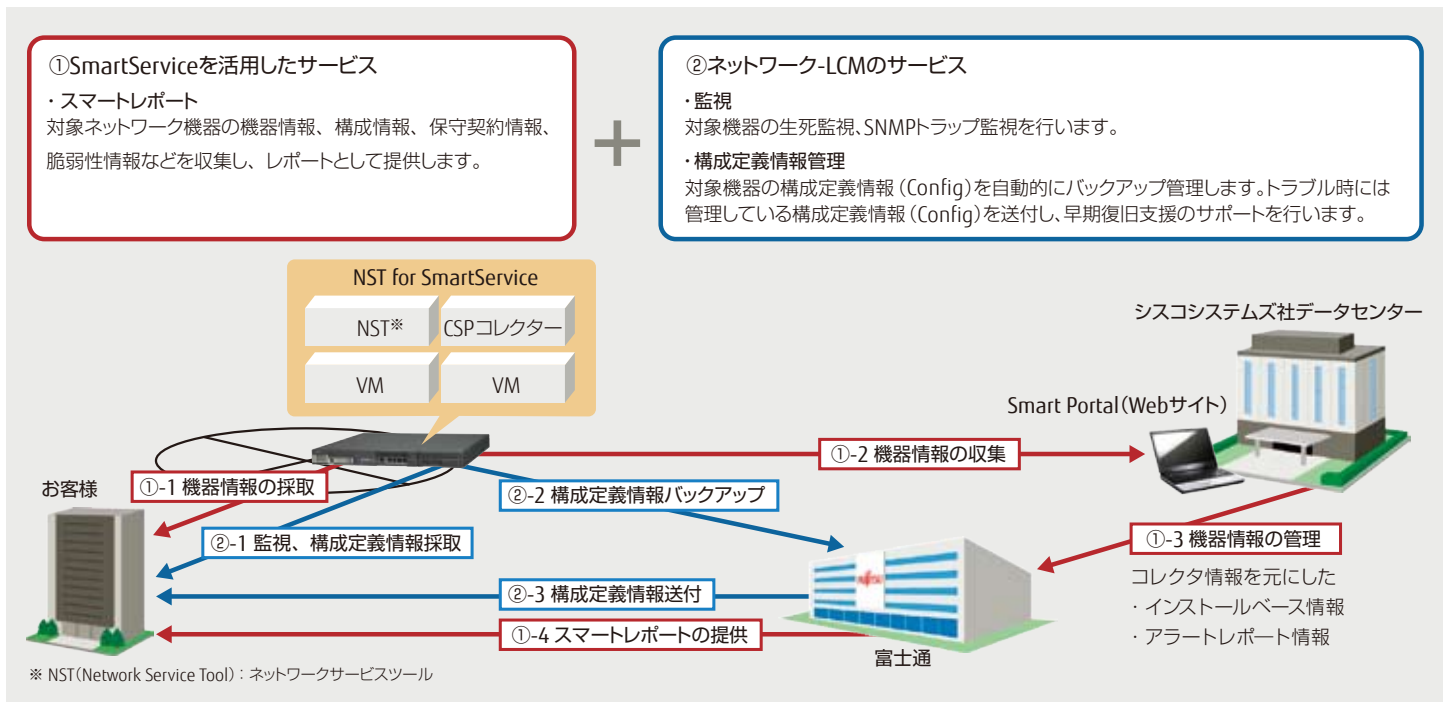 ①SmartServiceを活用したサービス
・スマートレポート
対象ネットワーク機器の機器情報、構成情報、保守契約情報、
脆弱性情報などを収集し、レポートとして提供します。
+
②ネットワーク-LCMのサービス
・監視
対象機器の生死監視、SNMPトラップ監視を行います。
・構成定義情報管理
対象機器の構成定義情報(Config)を自動的にバックアップ管理します。トラブル時には
管理している構成定義情報(Config)を送付し、早期復旧支援のサポートを行います。
NST for SmartService
NST※
CSPコレクター
VM
VM
シスコシステムズ社データセンター
Smart Portal(Webサイト)
①-2 機器情報の収集
お客様
①-1 機器情報の採取
②-2 構成定義情報バックアップ
②-1 監視、構成定義情報採取
①-3 機器情報の管理
コレクタ情報を元にした
・インストールベース情報
・アラートレポート情報
FUJITSU
②-3 構成定義情報送付
①-4 スマートレポートの提供
富士通
※ NST(Network Service Tool):ネットワークサービスツール